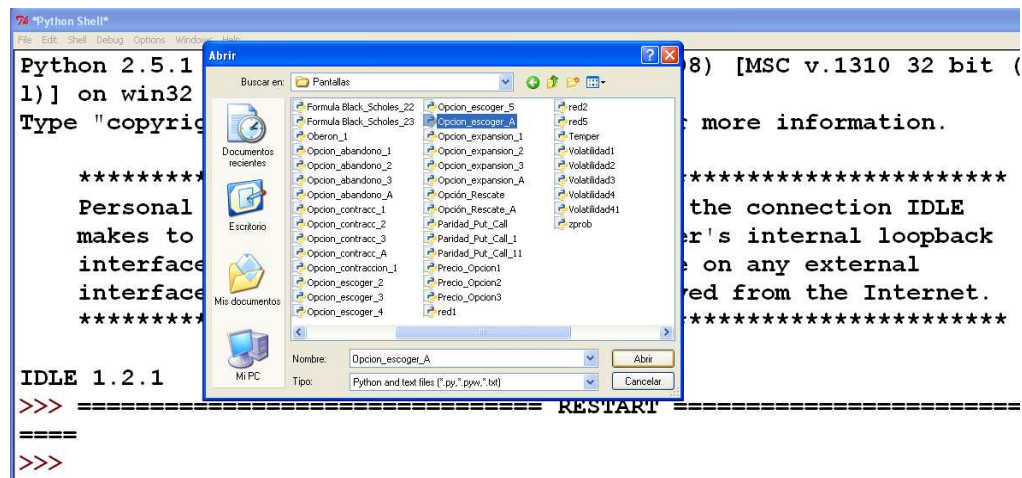 *Python Shell*
File Edit Shell Debug Options Windows Help
Python 2.5.1
8) [MSC v.1310 32 bit (
l)] on win32
Type "copyrig
more information.
*********
***********************
Personal
the connection IDLE
makes to
er's internal loopback
interface
on any external
interface
ved from the Internet.
*********
***********************
IDLE 1.2.1
>>> ================================ RESTART ========================
====
>>>
Abrir
Buscar en:
Pantallas
Documentos recientes
Escritorio
Mis documentos
Mi PC
Formula Black_Scholes_22
Formula Black_Scholes_23
Oberon_1
Opcion_abandono_1
Opcion_abandono_2
Opcion_abandono_3
Opcion_abandono_A
Opcion_contracc_1
Opcion_contracc_2
Opcion_contracc_3
Opcion_contracc_A
Opcion_contraccion_1
Opcion_escoger_2
Opcion_escoger_3
Opcion_escoger_4
Opcion_escoger_5
Opcion_escoger_A
Opcion_expansion_1
Opcion_expansion_2
Opcion_expansion_3
Opcion_expansion_A
Opción_Rescate
Opción_Rescate_A
Paridad_Put_Call
Paridad_Put_Call_1
Paridad_Put_Call_11
Precio_Opcion1
Precio_Opcion2
Precio_Opcion3
red1
red2
red5
Temper
Volatilidad1
Volatilidad2
Volatilidad3
Volatilidad4
Volatilidad41
zprob
Nombre:
Opcion_escoger_A
Abrir
Tipo:
Python and text files (*.py,*.pyw,*.txt)
Cancelar